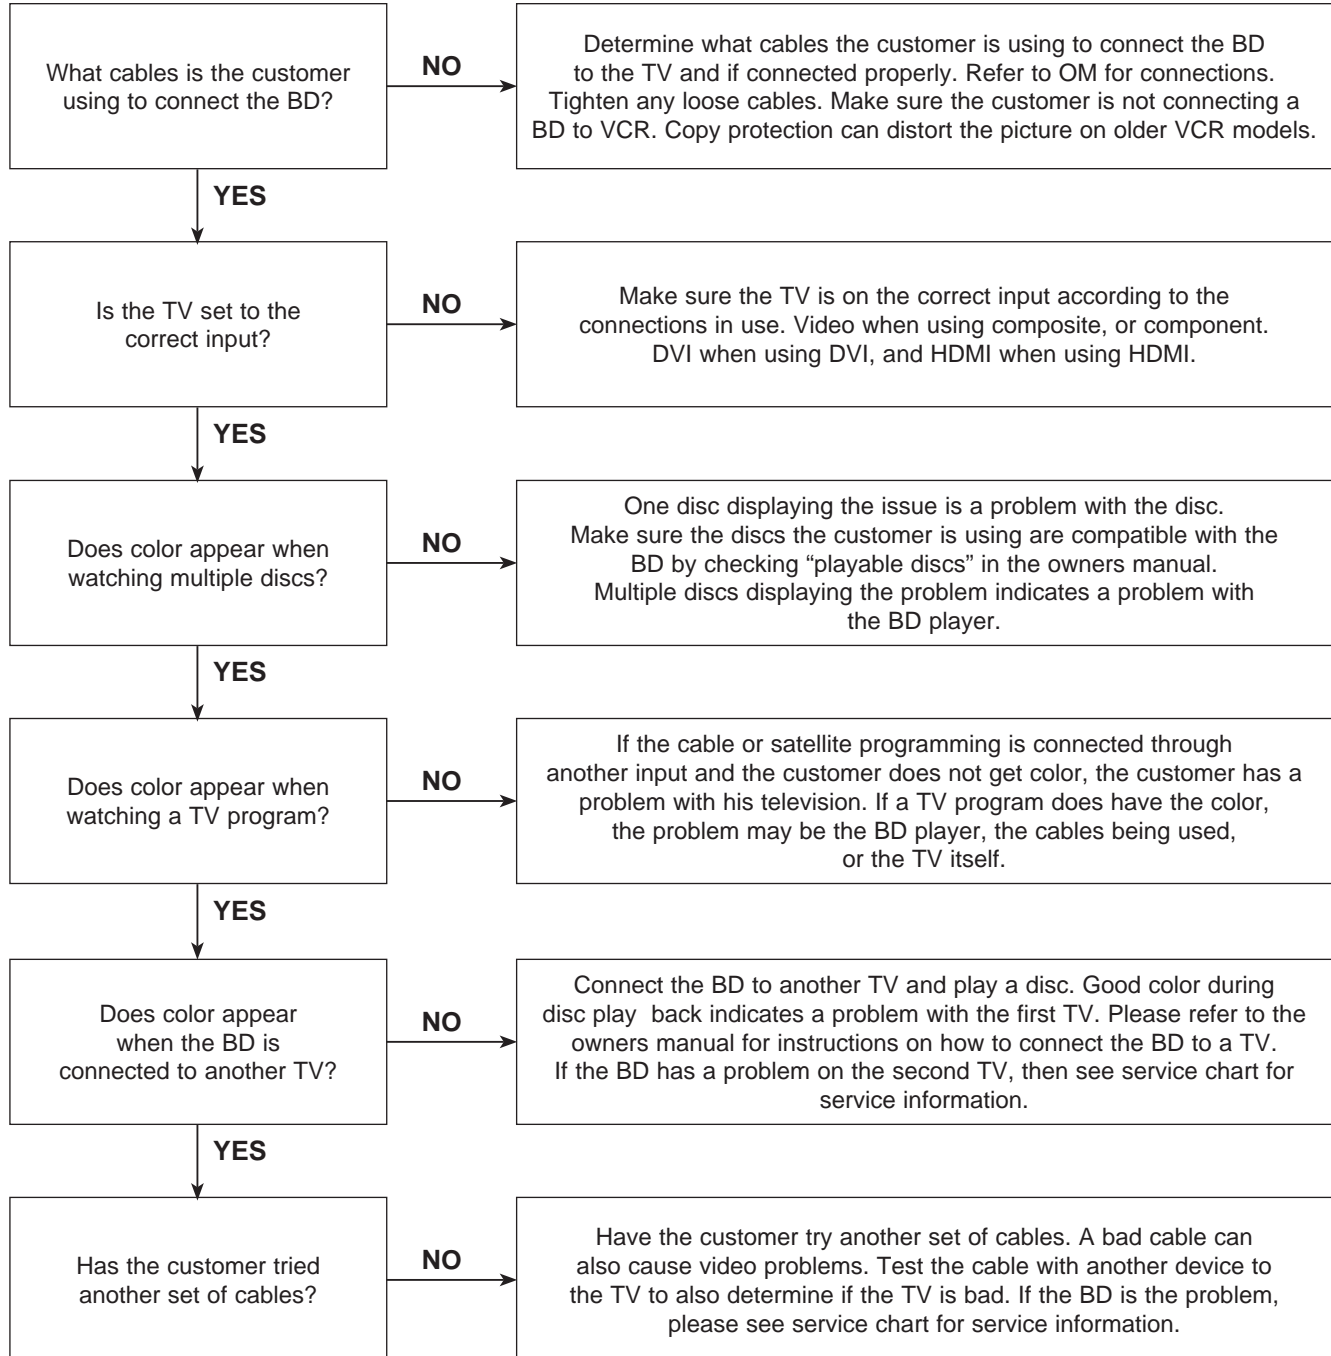 What cables is the customer
using to connect the BD?
NO
Determine what cables the customer is using to connect the BD
to the TV and if connected properly. Refer to OM for connections.
Tighten any loose cables. Make sure the customer is not connecting a
BD to VCR. Copy protection can distort the picture on older VCR models.
YES
Is the TV set to the
correct input?
NO
Make sure the TV is on the correct input according to the
connections in use. Video when using composite, or component.
DVI when using DVI, and HDMI when using HDMI.
YES
Does color appear when
watching multiple discs?
NO
One disc displaying the issue is a problem with the disc.
Make sure the discs the customer is using are compatible with the
BD by checking “playable discs” in the owners manual.
Multiple discs displaying the problem indicates a problem with
the BD player.
YES
Does color appear when
watching a TV program?
NO
If the cable or satellite programming is connected through
another input and the customer does not get color, the customer has a
problem with his television. If a TV program does have the color,
the problem may be the BD player, the cables being used,
or the TV itself.
YES
Does color appear
when the BD is
connected to another TV?
NO
Connect the BD to another TV and play a disc. Good color during
disc play  back indicates a problem with the first TV. Please refer to the
owners manual for instructions on how to connect the BD to a TV.
If the BD has a problem on the second TV, then see service chart for
service information.
YES
Has the customer tried
another set of cables?
NO
Have the customer try another set of cables. A bad cable can
also cause video problems. Test the cable with another device to
the TV to also determine if the TV is bad. If the BD is the problem,
please see service chart for service information.